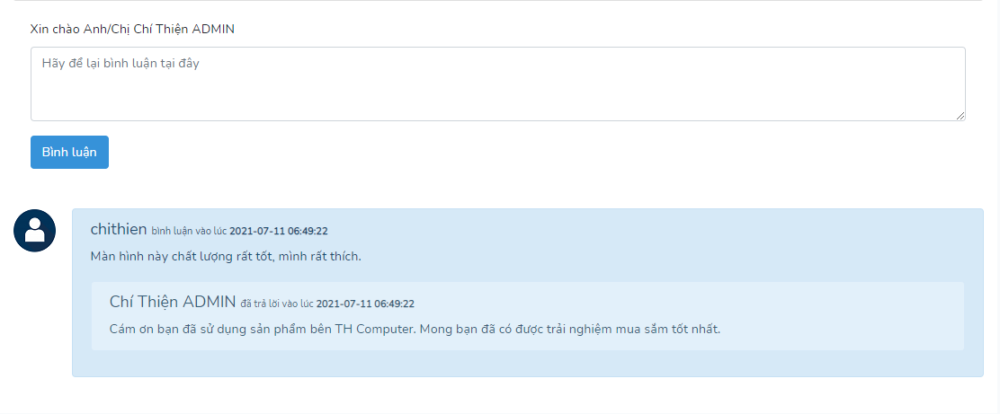 Xin chào Anh/Chị Chí Thiện ADMIN
Hãy để lại bình luận tại đây
Bình luận
chithien bình luận vào lúc 2021-07-11 06:49:22
Màn hình này chất lượng rất tốt, mình rất thích.
Chí Thiện ADMIN đã trả lời vào lúc 2021-07-11 06:49:22
Cám ơn bạn đã sử dụng sản phẩm bên TH Computer. Mong bạn đã có được trải nghiệm mua sắm tốt nhất.